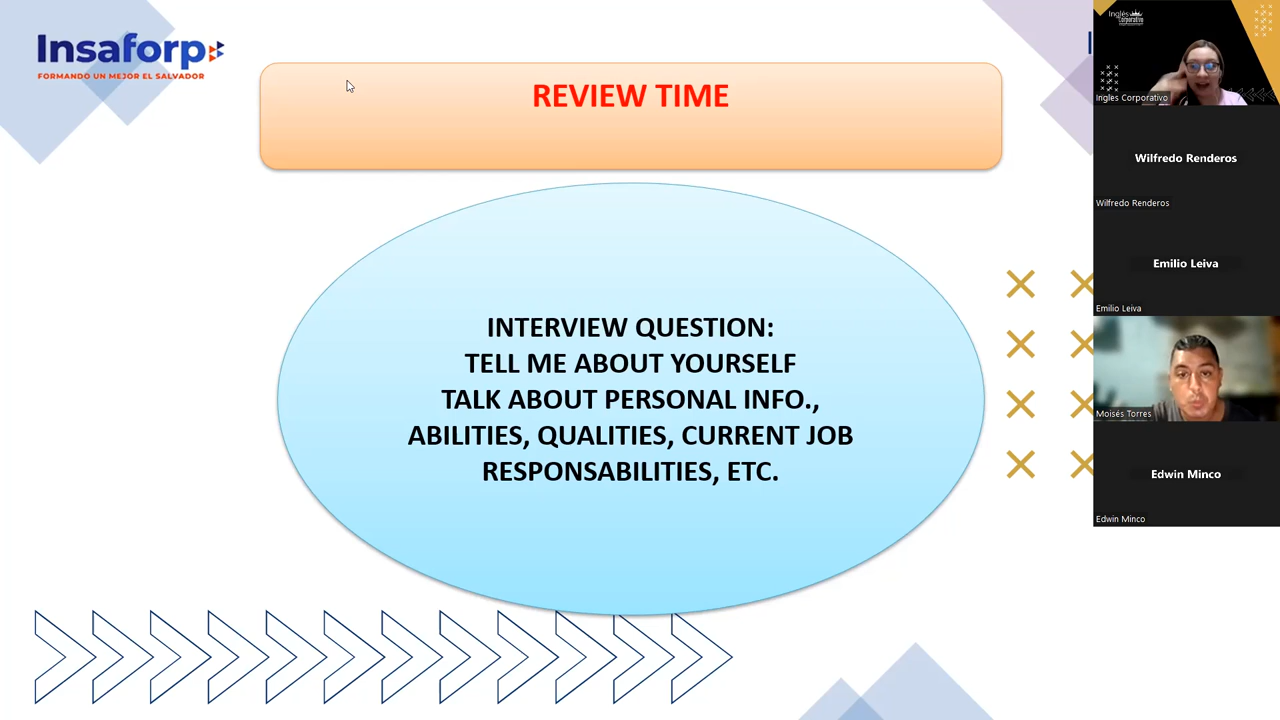 Insaforp
FORMANDO UN MEJOR EL SALVADOR
REVIEW TIME
INTERVIEW QUESTION:
TELL ME ABOUT YOURSELF
TALK ABOUT PERSONAL INFO.,
ABILITIES, QUALITIES, CURRENT JOB
RESPONSABILITIES, ETC.
Inglés
Corporativo
Ingles Corporativo
Wilfredo Renderos
Wilfredo Renderos
Emilio Leiva
Emilio Leiva
Moisés Torres
Edwin Minco
Edwin Minco